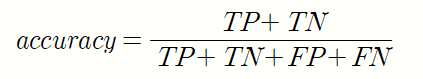 accuracy = TP + TN / TP + TN + FP + FN